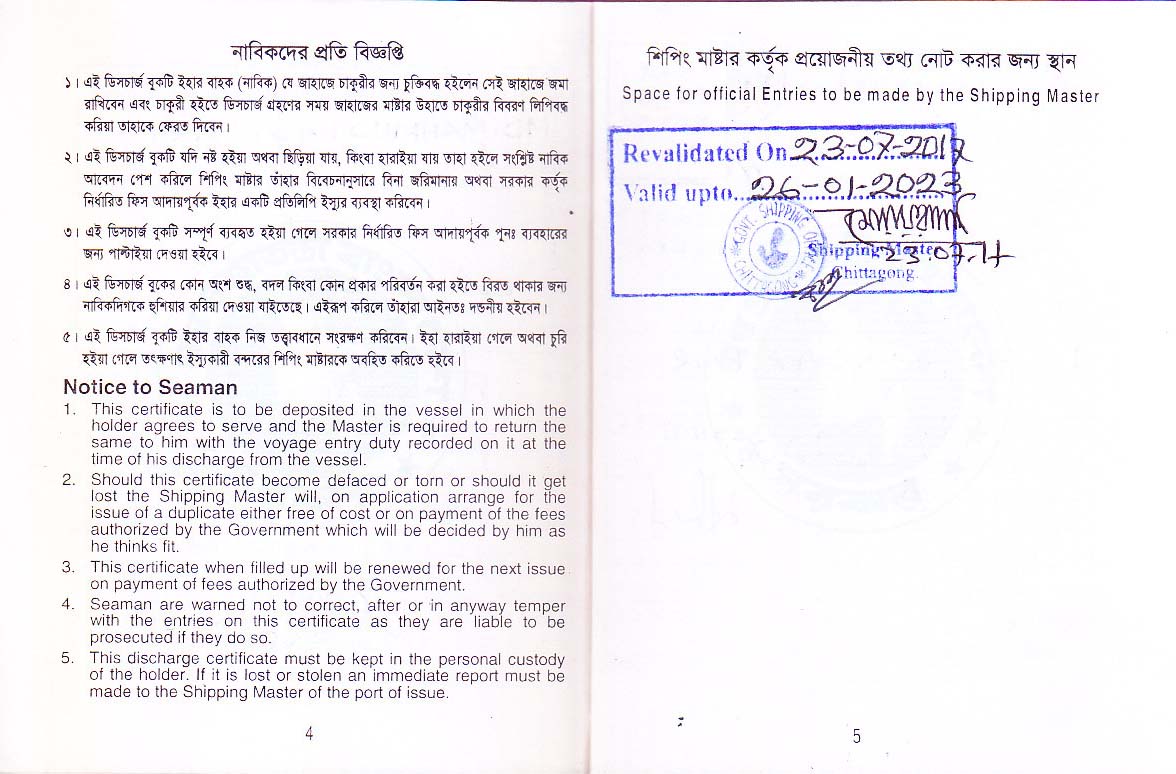 নাবিকদের প্রতি বিজ্ঞপ্তি
১। এই ডিসচার্জ বুকটি ইহার বাহক (নাবিক) যে জাহাজে চাকুরীর জন্য চুক্তিবদ্ধ হইলেন সেই জাহাজে জমা
রাখিবেন এবং চাকুরী হইতে ডিসচার্জ গ্রহণের সময় জাহাজের মাষ্টার উহাতে চাকুরীর বিবরণ লিপিবদ্ধ
করিয়া তাহাকে ফেরত দিবেন।
২। এই ডিসচার্জ বুকটি যদি নষ্ট হইয়া অথবা ছিড়িয়া যায়, কিংবা হারাইয়া যায় তাহা হইলে সংশ্লিষ্ট নাবিক
আবেদন পেশ করিলে শিপিং মাষ্টার তাঁহার বিবেচনানুসারে বিনা জরিমানায় অথবা সরকার কর্তৃক
নির্ধারিত ফিস আদায়পূর্বক ইহার একটি প্রতিলিপি ইস্যুর ব্যবস্থা করিবেন।
৩। এই ডিসচার্জ বুকটি সম্পূর্ণ ব্যবহৃত হইয়া গেলে সরকার নির্ধারিত ফিস আদায়পূর্বক পুনঃ ব্যবহারের
জন্য পাল্টাইয়া দেওয়া হইবে।
৪। এই ডিসচার্জ বুকের কোন অংশ শুদ্ধ, বদল কিংবা কোন প্রকার পরিবর্তন করা হইতে বিরত থাকার জন্য
নাবিকদিগকে হুশিয়ার করিয়া দেওয়া যাইতেছে। এইরূপ করিলে তাঁহারা আইনতঃ দন্ডনীয় হইবেন।
৫। এই ডিসচার্জ বুকটি ইহার বাহক নিজ তত্ত্বাবধানে সংরক্ষণ করিবেন। ইহা হারাইয়া গেলে অথবা চুরি
হইয়া গেলে তৎক্ষণাৎ ইস্যুকারী বন্দরের শিপিং মাষ্টারকে অবহিত করিতে হইবে।
Notice to Seaman
1. This certificate is to be deposited in the vessel in which the
holder agrees to serve and the Master is required to return the
same to him with the voyage entry duty recorded on it at the
time of his discharge from the vessel.
2. Should this certificate become defaced or torn or should it get
lost the Shipping Master will, on application arrange for the
issue of a duplicate either free of cost or on payment of the fees
authorized by the Government which will be decided by him as
he thinks fit.
3. This certificate when filled up will be renewed for the next issue
on payment of fees authorized by the Government.
4. Seaman are warned not to correct, after or in anyway temper
with the entries on this certificate as they are liable to be
prosecuted if they do so.
5. This discharge certificate must be kept in the personal custody
of the holder. If it is lost or stolen an immediate report must be
made to the Shipping Master of the port of issue.
4
শিপিং মাষ্টার কর্তৃক প্রয়োজনীয় তথ্য নোট করার জন্য স্থান
Space for official Entries to be made by the Shipping Master
Revalidated On 23-07-2017
Valid upto 26-01-2023
GOVT. SHIPPING
CHITTAGONG
Shipping Master
23.07.17
Chittagong.
5